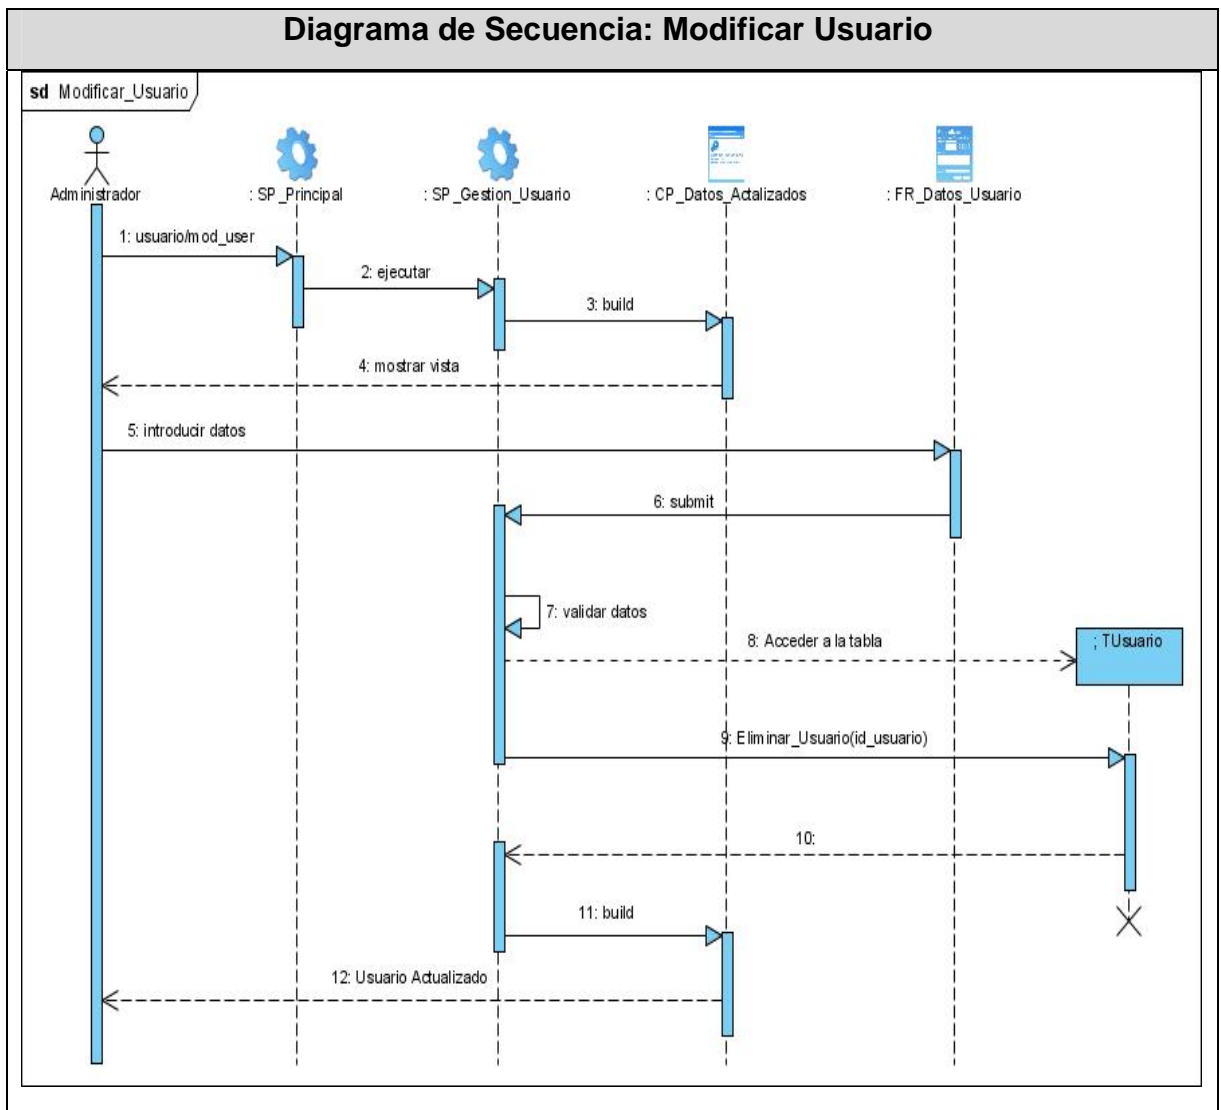 Diagrama de Secuencia: Modificar Usuario
sd Modificar_Usuario
Administrador
: SP_Principal
: SP_Gestion_Usuario
: CP_Datos_Actalizados
: FR_Datos_Usuario
1: usuario/mod_user
2: ejecutar
3: build
4: mostrar vista
5: introducir datos
6: submit
7: validar datos
8: Acceder a la tabla
; TUsuario
9: Eliminar_Usuario(id_usuario)
10:
11: build
12: Usuario Actualizado